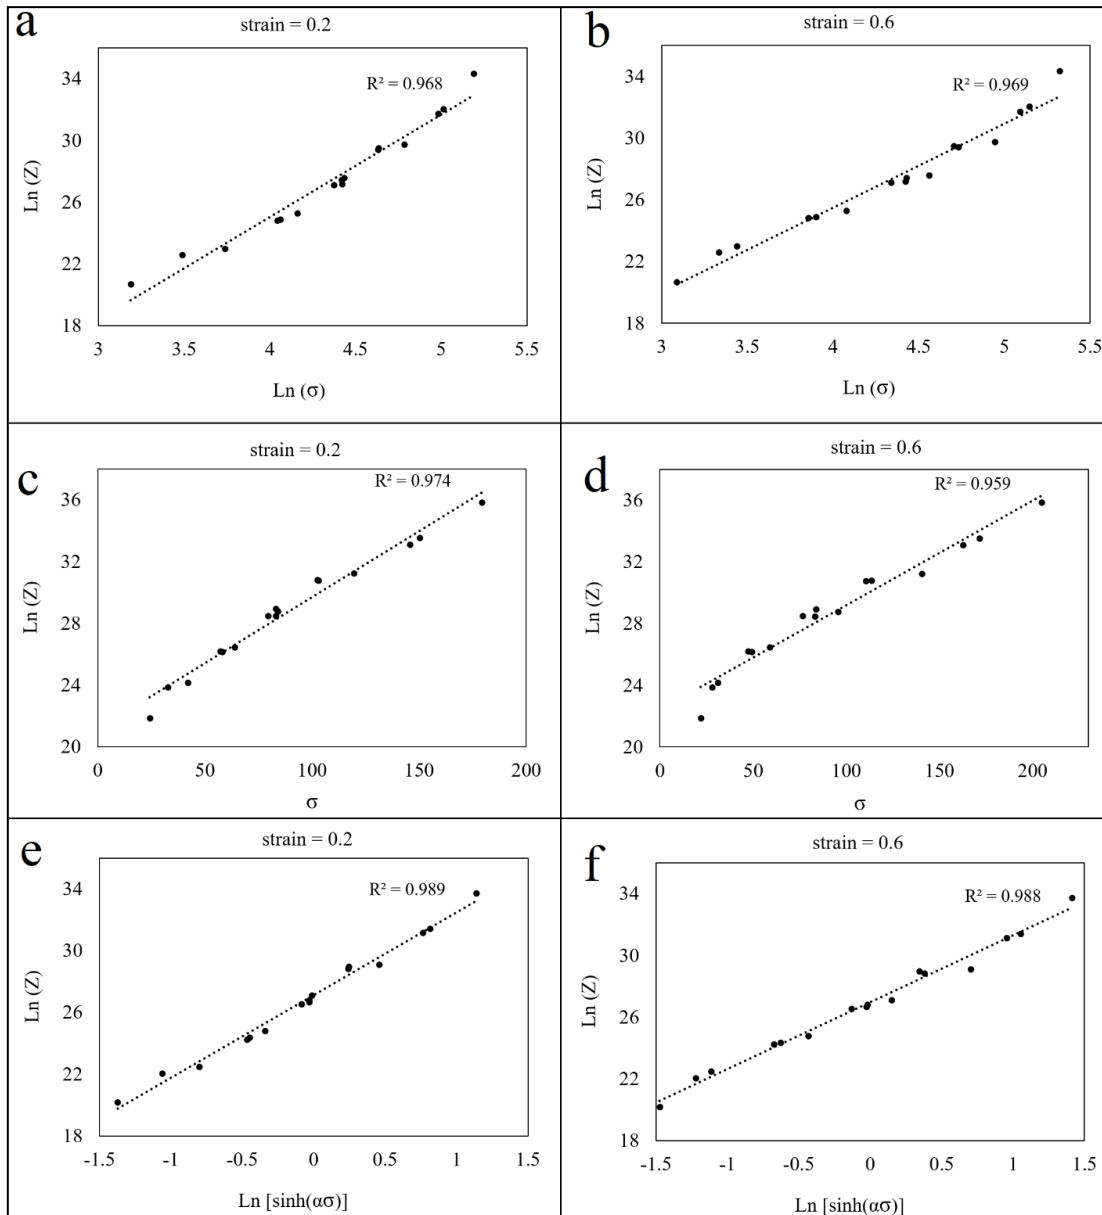 a
strain = 0.2
R² = 0.968
Ln (Z)
34
30
26
22
18
3
3.5
4
4.5
5
5.5
Ln (σ)
b
strain = 0.6
R² = 0.969
Ln (Z)
34
30
26
22
18
3
3.5
4
4.5
5
5.5
Ln (σ)
c
strain = 0.2
R² = 0.974
Ln (Z)
36
32
28
24
20
0
50
100
150
200
σ
d
strain = 0.6
R² = 0.959
Ln (Z)
36
32
28
24
20
0
50
100
150
200
σ
e
strain = 0.2
R² = 0.989
Ln (Z)
34
30
26
22
18
-1.5
-1
-0.5
0
0.5
1
1.5
Ln [sinh(ασ)]
f
strain = 0.6
R² = 0.988
Ln (Z)
34
30
26
22
18
-1.5
-1
-0.5
0
0.5
1
1.5
Ln [sinh(ασ)]